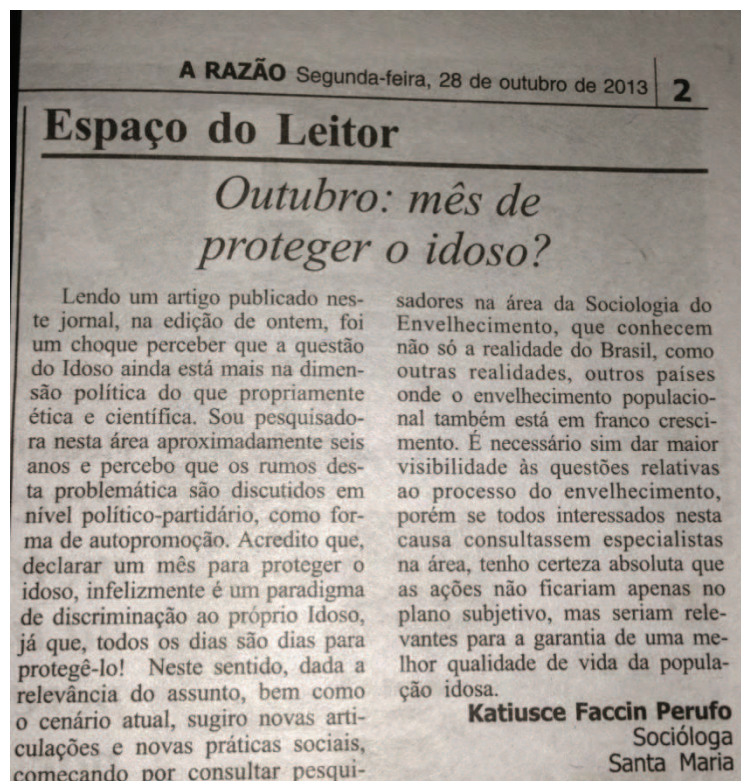 A RAZÃO Segunda-feira, 28 de outubro de 2013 2
Espaço do Leitor
Outubro: mês de
proteger o idoso?
Lendo um artigo publicado nes-
te jornal, na edição de ontem, foi
um choque perceber que a questão
do Idoso ainda está mais na dimen-
são política do que propriamente
ética e científica. Sou pesquisado-
ra nesta área aproximadamente seis
anos e percebo que os rumos des-
ta problemática são discutidos em
nível político-partidário, como for-
ma de autopromoção. Acredito que,
declarar um mês para proteger o
idoso, infelizmente é um paradigma
de discriminação ao próprio Idoso,
já que, todos os dias são dias para
protegê-lo! Neste sentido, dada a
relevância do assunto, bem como
o cenário atual, sugiro novas arti-
culações e novas práticas sociais,
começando por consultar pesqui-
sadores na área da Sociologia do
Envelhecimento, que conhecem
não só a realidade do Brasil, como
outras realidades, outros países
onde o envelhecimento populacio-
nal também está em franco cresci-
mento. É necessário sim dar maior
visibilidade às questões relativas
ao processo do envelhecimento,
porém se todos interessados nesta
causa consultassem especialistas
na área, tenho certeza absoluta que
as ações não ficariam apenas no
plano subjetivo, mas seriam rele-
vantes para a garantia de uma me-
lhor qualidade de vida da popula-
ção idosa.
Katiusce Faccin Perufo
Socióloga
Santa Maria